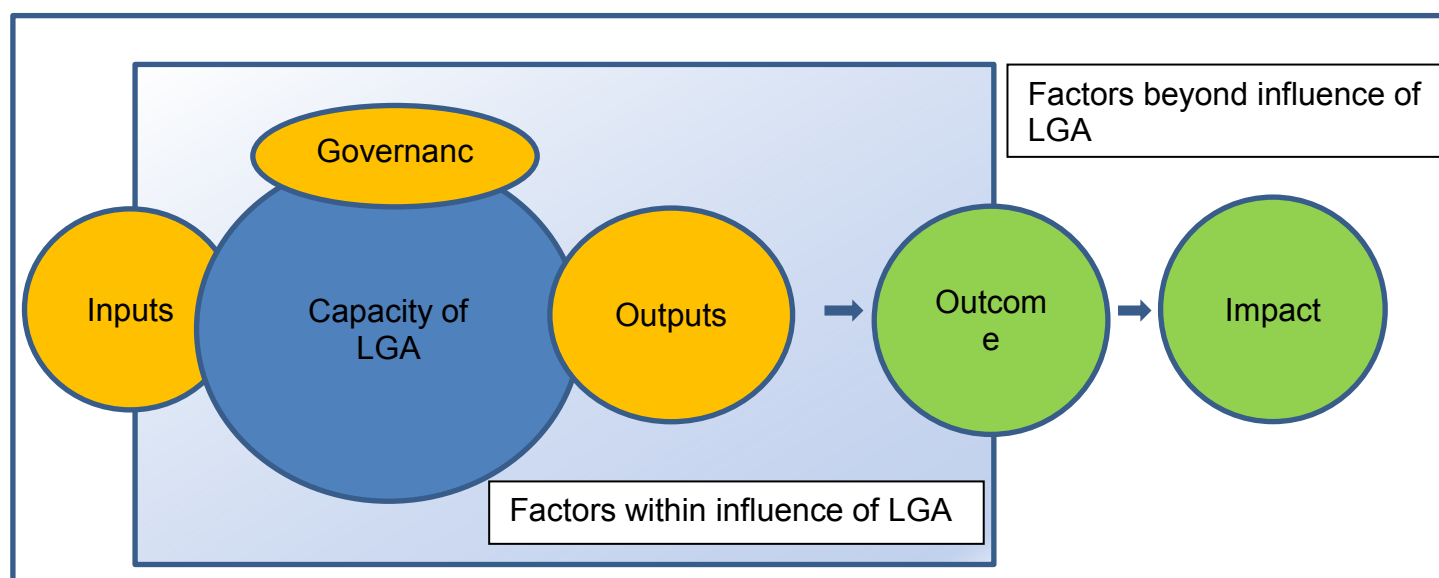 Factors beyond influence of
LGA
Governanc
Inputs
Capacity of
LGA
Outputs
Outcom
e
Impact
Factors within influence of LGA